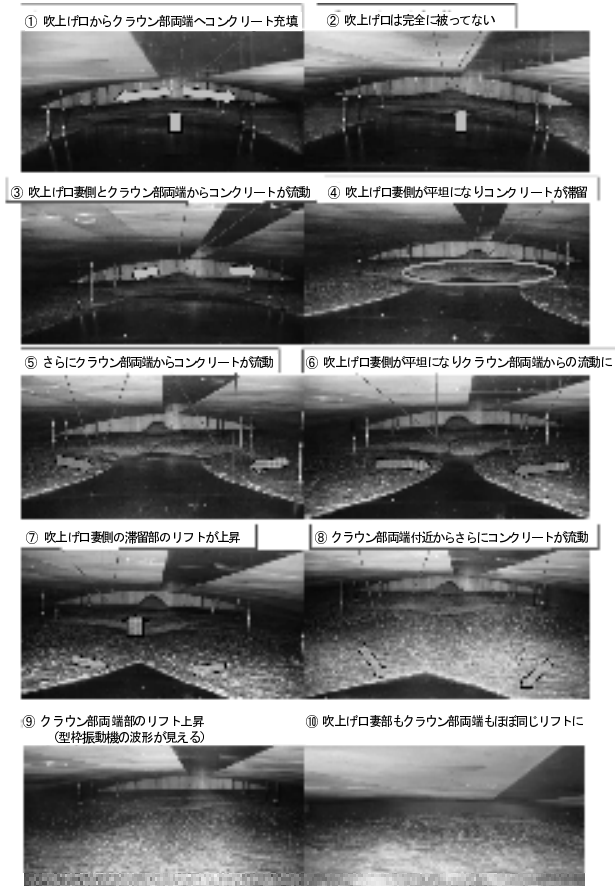 ① 吹上げ口からクラウン部両端へコンクリート充填
② 吹上げ口は完全に被ってない
③ 吹上げ口妻側とクラウン部両端からコンクリートが流動
④ 吹上げ口妻側が平坦になりコンクリートが滞留
⑤ さらにクラウン部両端からコンクリートが流動
⑥ 吹上げ口妻側が平坦になりクラウン部両端からの流動に
⑦ 吹上げ口妻側の滞留部のリフトが上昇
⑧ クラウン部両端付近からさらにコンクリートが流動
⑨ クラウン部両端部のリフト上昇
（型枠振動機の波形が見える）
⑩ 吹上げ口妻部もクラウン部両端もほぼ同じリフトに